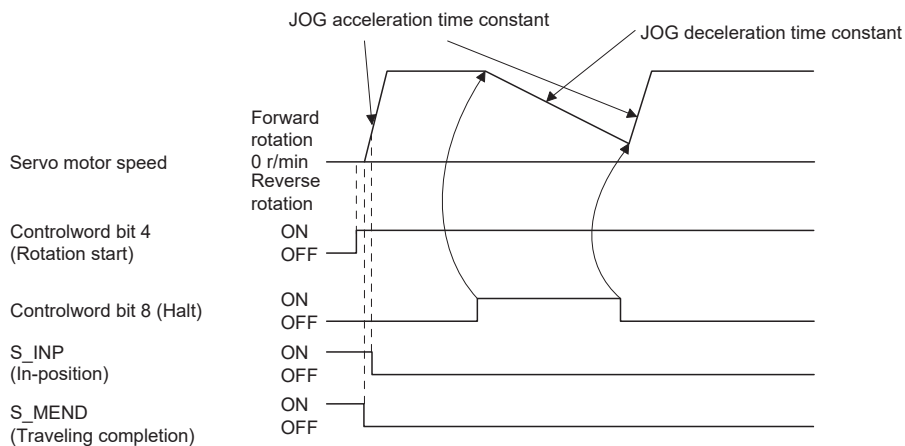 JOG acceleration time constant
JOG deceleration time constant
Forward
rotation
Servo motor speed
0 r/min
Reverse
rotation
Controlword bit 4
(Rotation start)
ON
OFF
Controlword bit 8 (Halt)
ON
OFF
S_INP
(In-position)
ON
OFF
S_MEND
(Traveling completion)
ON
OFF